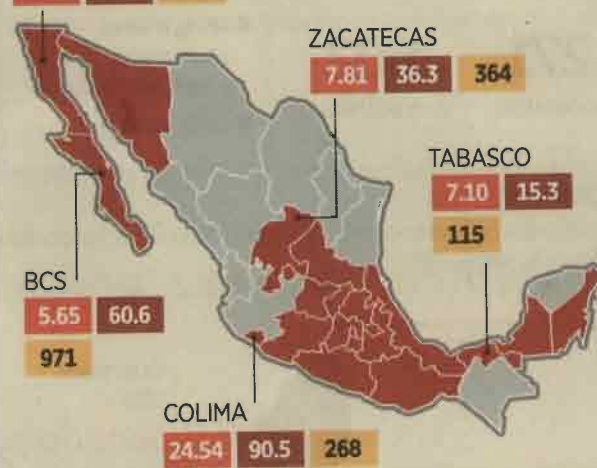 ZACATECAS
7.81 36.3 364
TABASCO
7.10 15.3
115
BCS
5.65 60.6
971
COLIMA
24.54 90.5 268